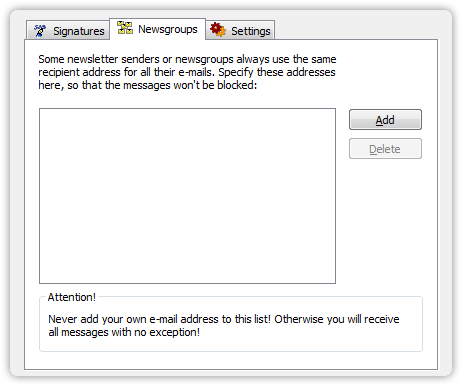 Signatures
Newsgroups
Settings
Some newsletter senders or newsgroups always use the same
recipient address for all their e-mails. Specify these addresses
here, so that the messages won't be blocked:
Add
Delete
Attention!
Never add your own e-mail address to this list! Otherwise you will receive
all messages with no exception!